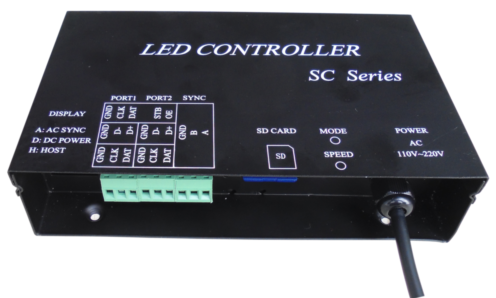 LED CONTROLLER
SC Series
PORT1 PORT2 SYNC
DISPLAY
GND CLK DAT STB OE
GND D- D+ GND D- D+ GND B A
GND CLK DAT GND CLK DAT
A: AC SYNC
D: DC POWER
H: HOST
SD CARD
SD
MODE
SPEED
POWER
AC
110V~220V